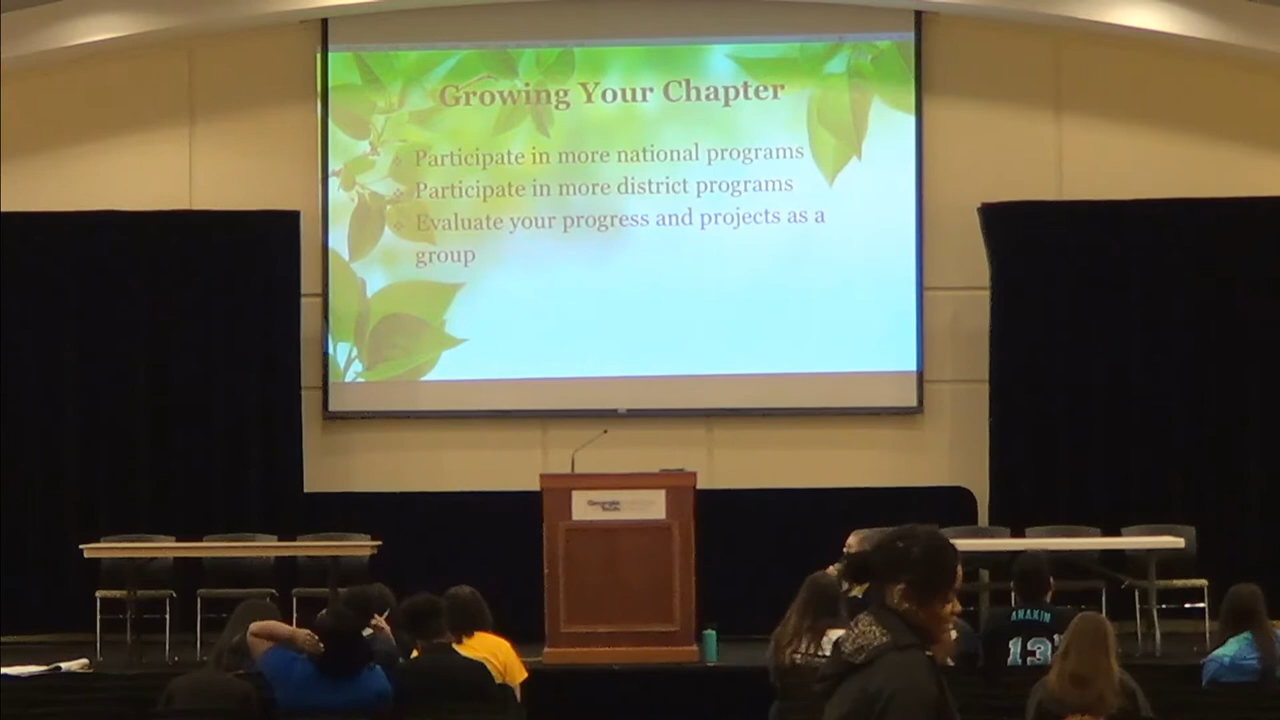 Growing Your Chapter
Participate in more national programs
Participate in more district programs
Evaluate your progress and projects as a
group
Georgia
ANAKIN
13